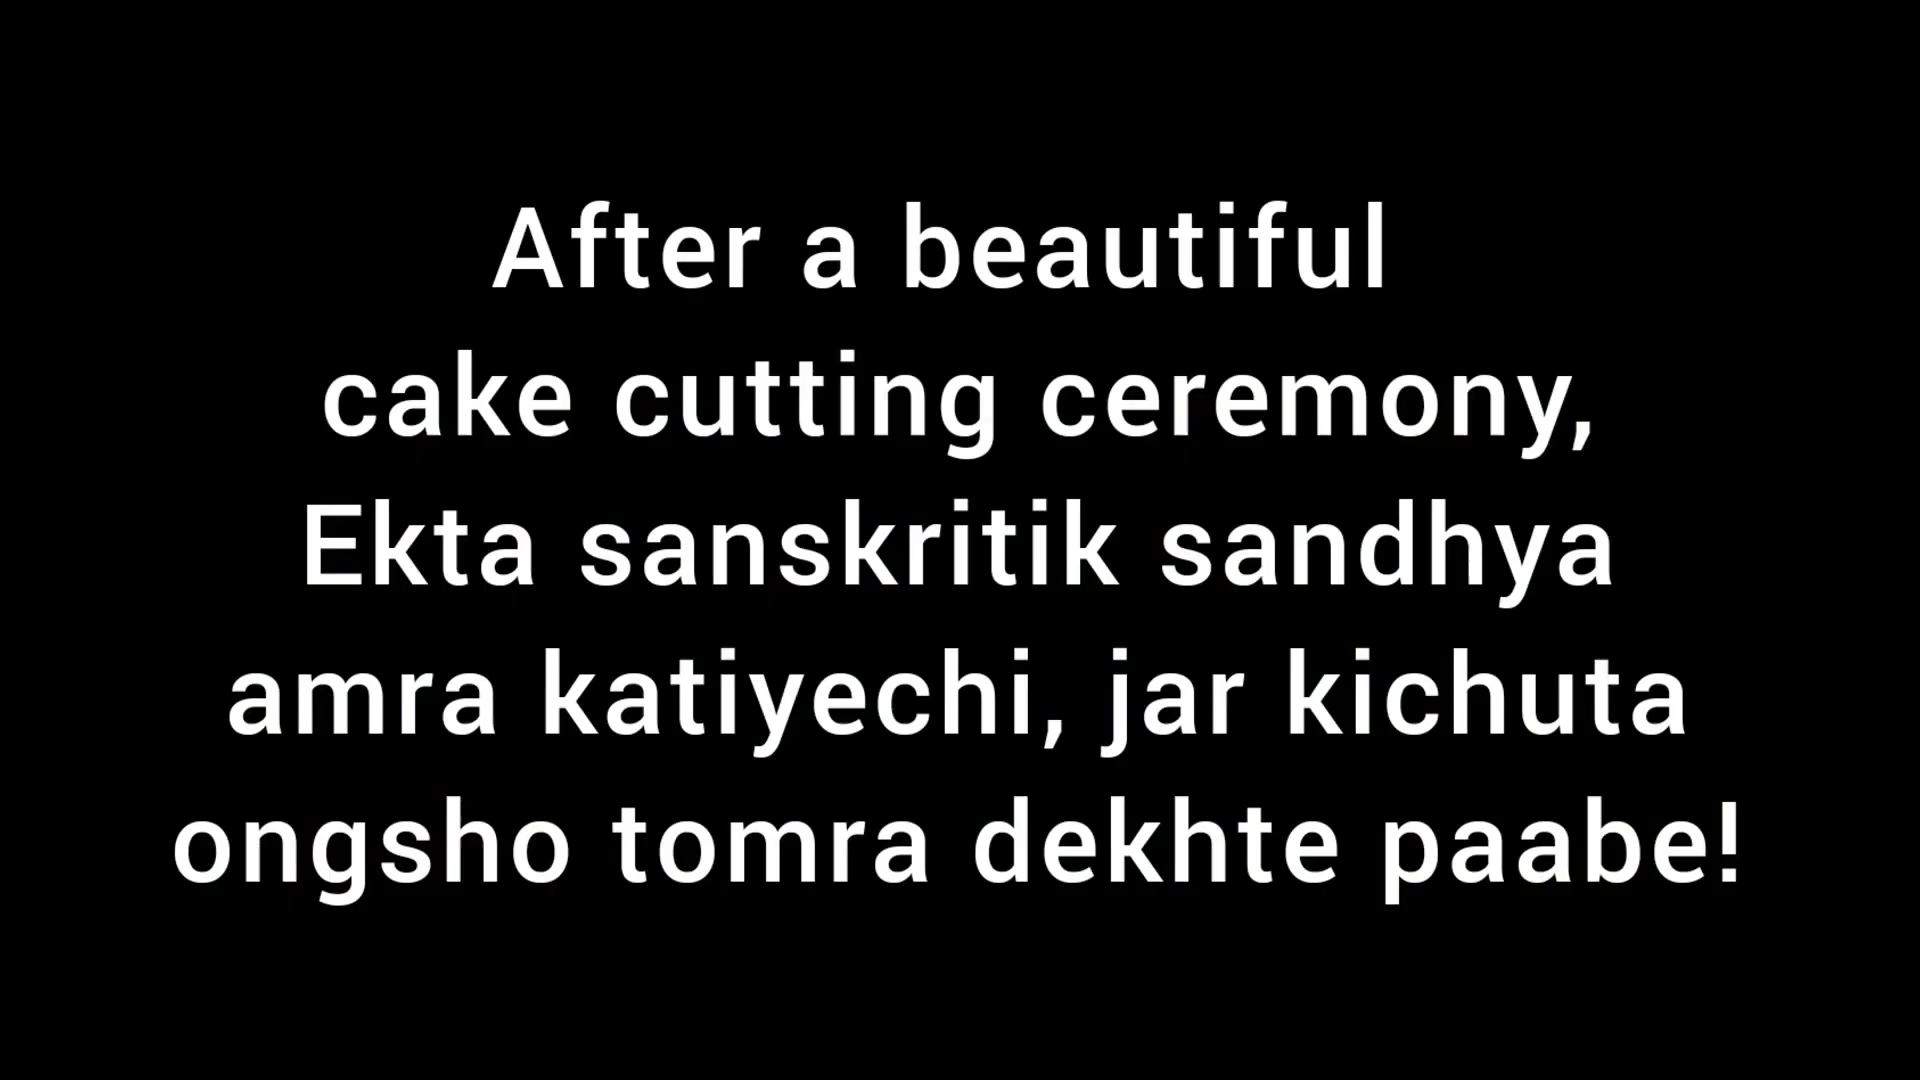 After a beautiful
cake cutting ceremony,
Ekta sanskritik sandhya
amra katiyechi, jar kichuta
ongsho tomra dekhte paabe!